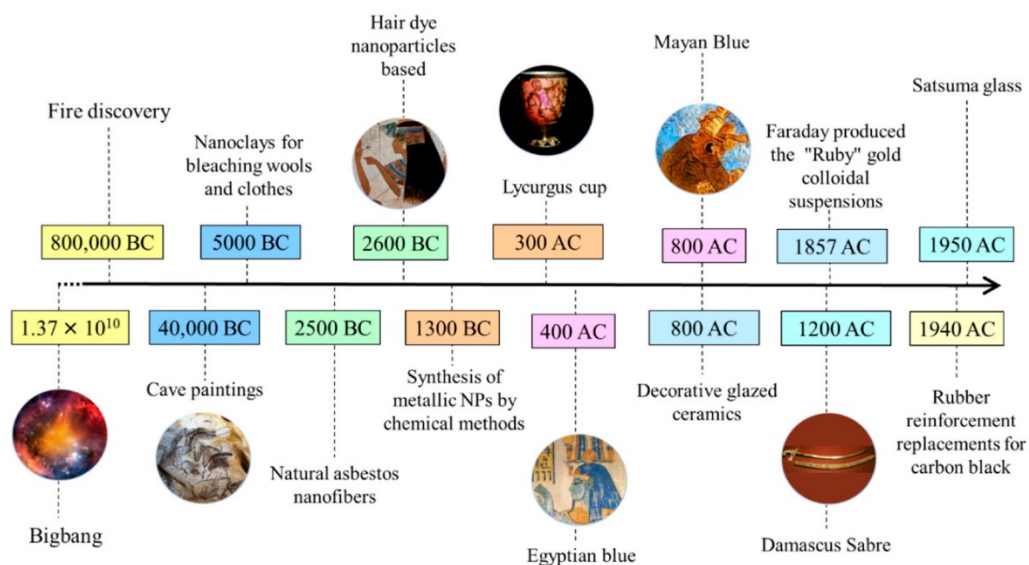 Hair dye
nanoparticles
based
Mayan Blue
Fire discovery
Satsuma glass
Nanoclays for
bleaching wools
and clothes
Faraday produced
the "Ruby" gold
colloidal
suspensions
Lycurgus cup
800,000 BC
5000 BC
2600 BC
300 AC
800 AC
1857 AC
1950 AC
1.37 × 10¹⁰
40,000 BC
2500 BC
1300 BC
400 AC
800 AC
1200 AC
1940 AC
Cave paintings
Synthesis of
metallic NPs by
chemical methods
Decorative glazed
ceramics
Rubber
reinforcement
replacements for
carbon black
Natural asbestos
nanofibers
Bigbang
Egyptian blue
Damascus Sabre